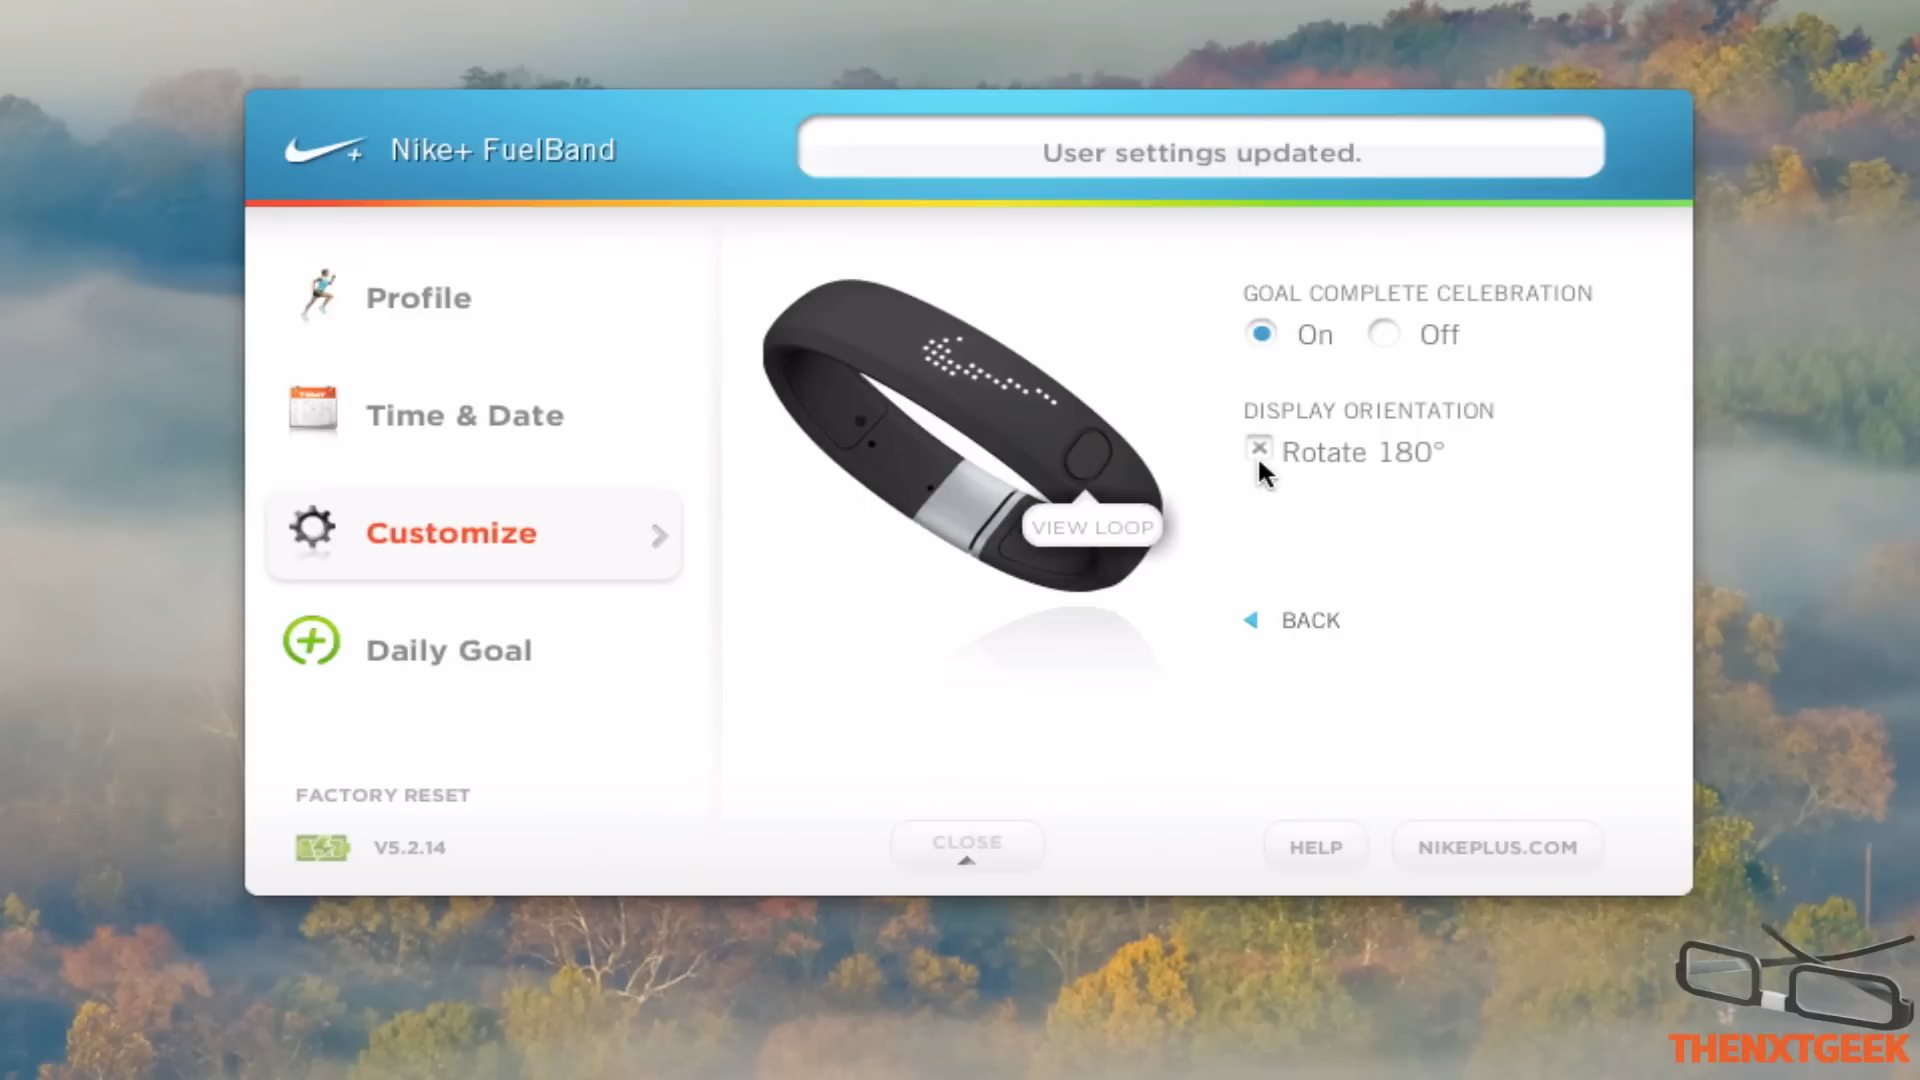 Nike+ FuelBand
User settings updated.
Profile
Time & Date
Customize
Daily Goal
FACTORY RESET
V5.2.14
VIEW LOOP
GOAL COMPLETE CELEBRATION
On Off
DISPLAY ORIENTATION
Rotate 180°
BACK
CLOSE
HELP
NIKEPLUS.COM
THENXTGEEK